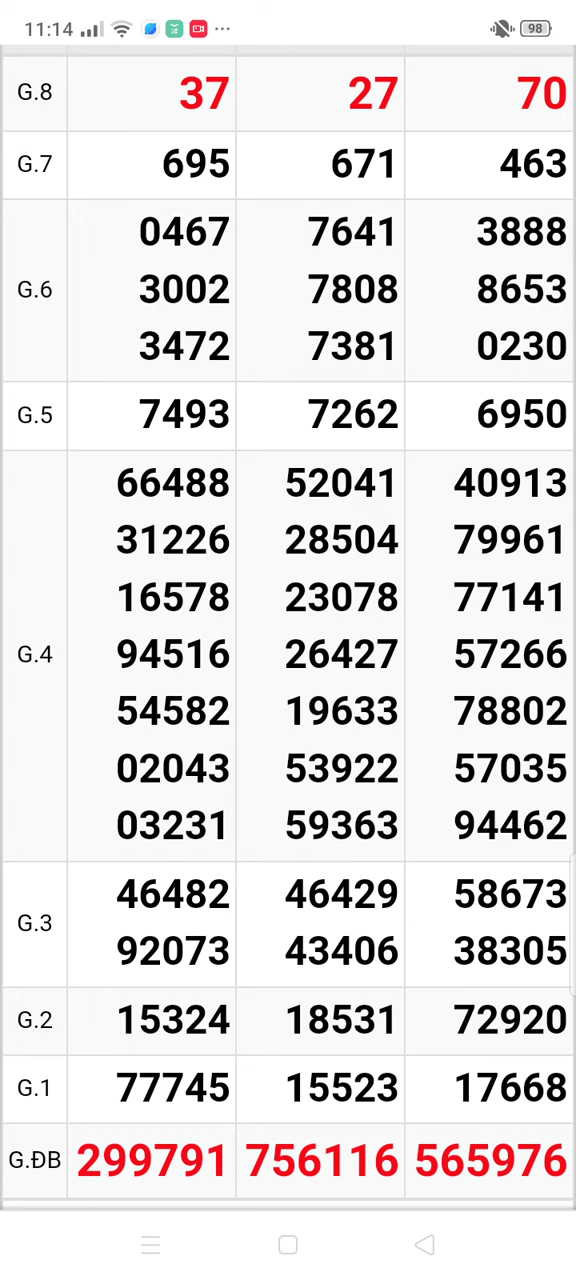 11:14 ... 98
G.8 37 27 70
G.7 695 671 463
0467 7641 3888
G.6 3002 7808 8653
3472 7381 0230
G.5 7493 7262 6950
66488 52041 40913
31226 28504 79961
16578 23078 77141
G.4 94516 26427 57266
54582 19633 78802
02043 53922 57035
03231 59363 94462
G.3 46482 46429 58673
92073 43406 38305
G.2 15324 18531 72920
G.1 77745 15523 17668
G.ĐB 299791 756116 565976